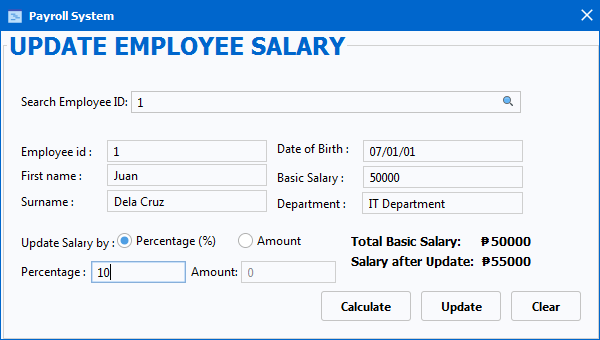 Payroll System
UPDATE EMPLOYEE SALARY
Search Employee ID: 1
Employee id : 1
Date of Birth : 07/01/01
First name : Juan
Basic Salary : 50000
Surname : Dela Cruz
Department : IT Department
Update Salary by : Percentage (%) Amount
Total Basic Salary: ₱50000
Salary after Update: ₱55000
Percentage : 10 Amount: 0
Calculate Update Clear